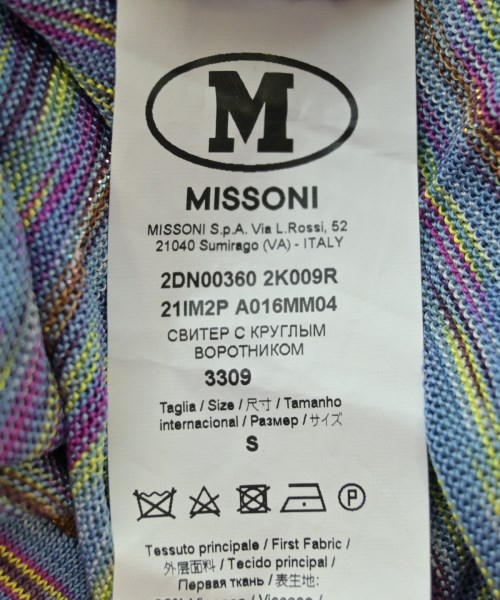 M
MISSONI
MISSONI S.p.A. Via L.Rossi, 52
21040 Sumirago (VA) - ITALY
2DN00360 2K009R
21IM2P A016MM04
СВИТЕР С КРУГЛЫМ
ВОРОТНИКОМ
3309
Taglia / Size / 尺寸 / Tamanho
internacional / Размер / サイズ
S
P
Tessuto principale / First Fabric /
外層面料 / Tecido principal /
Первая ткань / 表生地: